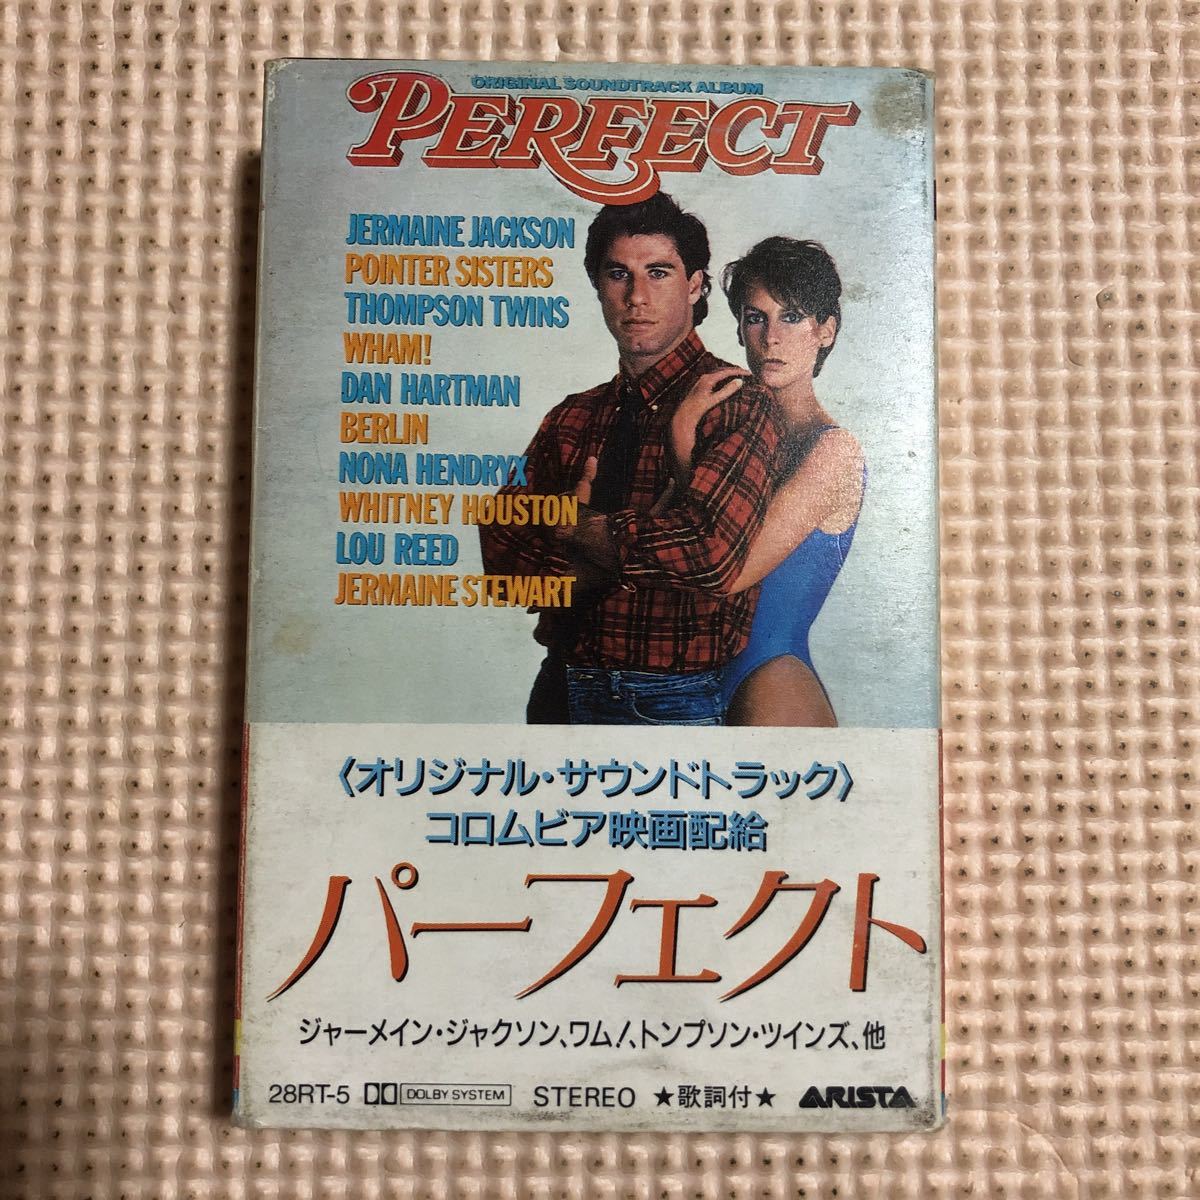 ORIGINAL SOUNDTRACK ALBUM
PERFECT
JERMAINE JACKSON
POINTER SISTERS
THOMPSON TWINS
WHAM!
DAN HARTMAN
BERLIN
NONA HENDRYX
WHITNEY HOUSTON
LOU REED
JERMAINE STEWART
〈オリジナル・サウンドトラック〉
コロムビア映画配給
パーフェクト
ジャーメイン・ジャクソン、ワム!、トンプソン・ツインズ、他
28RT-5 DOLBY SYSTEM STEREO ★歌詞付★ ARISTA